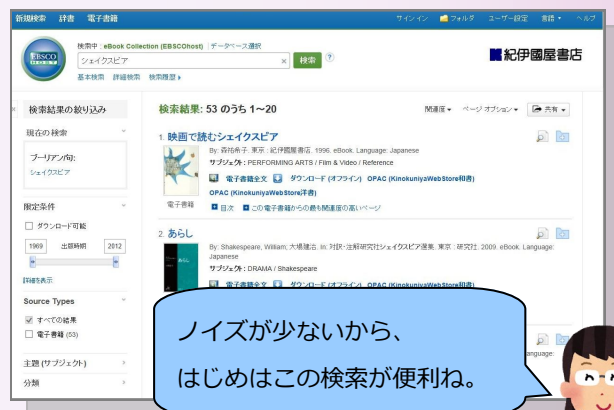 新規検索 辞書 電子書籍 サインイン フォルダ ユーザー設定 言語 ヘルプ
検索中: eBook Collection (EBSCOhost) データベース選択
EBSCO HOST シェイクスピア × 検索 ?
紀伊國屋書店
基本検索 詳細検索 検索履歴
« 検索結果の絞り込み
検索結果: 53 のうち 1~20 関連度 ページ オプション 共有
現在の検索
ブーリアン/句:
シェイクスピア
限定条件
ダウンロード可能
1969 出版時期 2012
詳細を表示
Source Types
すべての結果
電子書籍 (53)
主題 (サブジェクト)
分類
1. 映画で読むシェイクスピア
By: 森祐希子. 東京 : 紀伊國屋書店. 1996. eBook. Language: Japanese
サブジェクト: PERFORMING ARTS / Film & Video / Reference
電子書籍全文 ダウンロード (オフライン) OPAC (KinokuniyaWebStore和書)
OPAC (KinokuniyaWebStore洋書)
電子書籍 目次 この電子書籍からの最も関連度の高いページ
2. あらし
By: Shakespeare, William; 大場建治. In: 対訳・注解研究社シェイクスピア選集. 東京 : 研究社. 2009. eBook. Language:
Japanese
サブジェクト: DRAMA / Shakespeare
電子書籍全文 ダウンロード (オフライン) OPAC (KinokuniyaWebStore和書)
anguage:
ノイズが少ないから、
はじめはこの検索が便利ね。